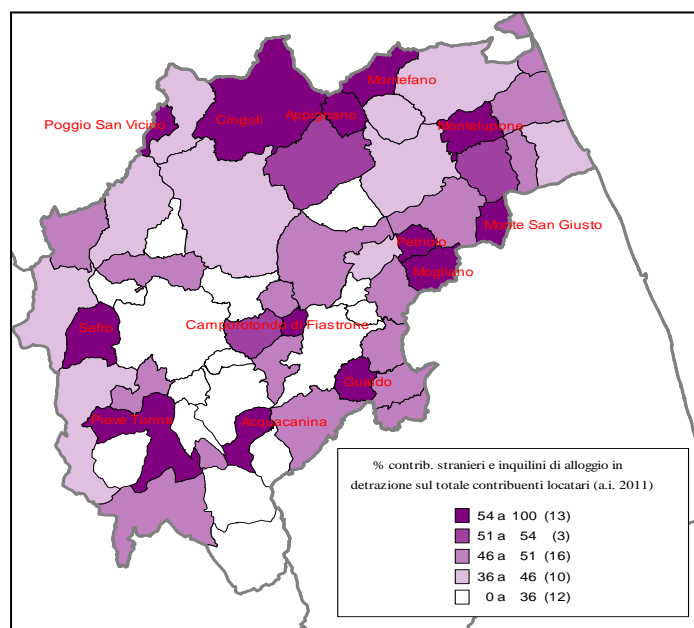 Montefano
Poggio San Vicino
Cingoli
Appignano
Montelupone
Monte San Giusto
Petriolo
Mogliano
Sefro
Camporotondo di Fiastrone
Gualdo
Pieve Torina
Acquacanina
% contrib. stranieri e inquilini di alloggio in
detrazione sul totale contribuenti locatari (a.i. 2011)
54 a 100 (13)
51 a 54 (3)
46 a 51 (16)
36 a 46 (10)
0 a 36 (12)